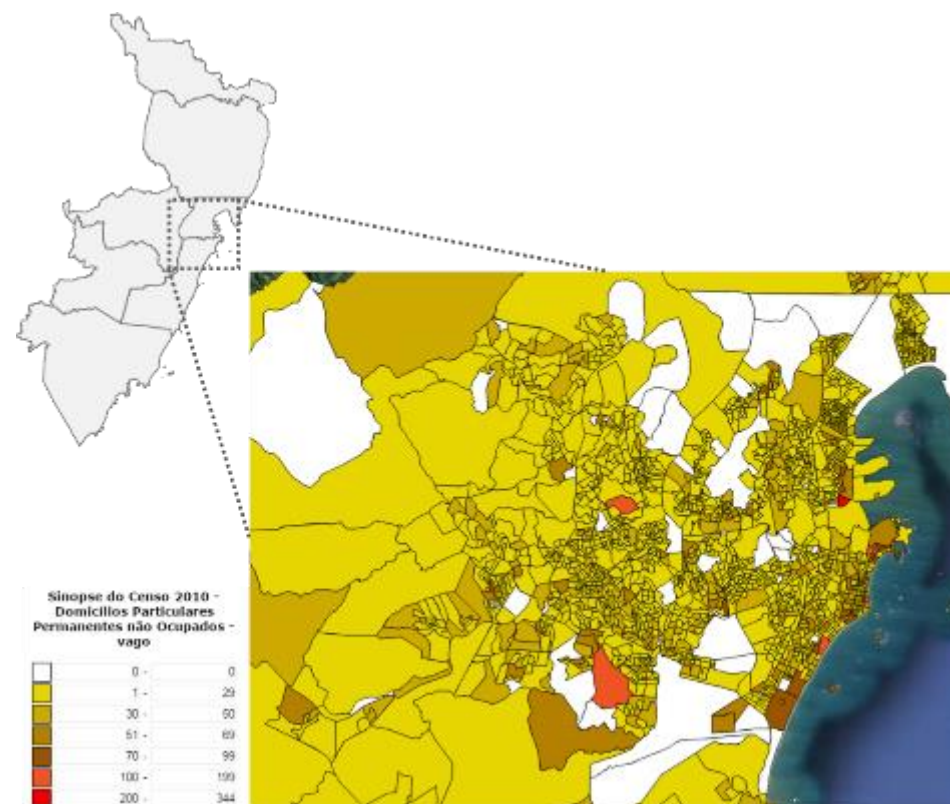 Sinopse do Censo 2010 -
Domicílios Particulares
Permanentes não Ocupados -
vago
0 - 0
1 - 29
30 - 50
51 - 69
70 - 99
100 - 199
200 - 344